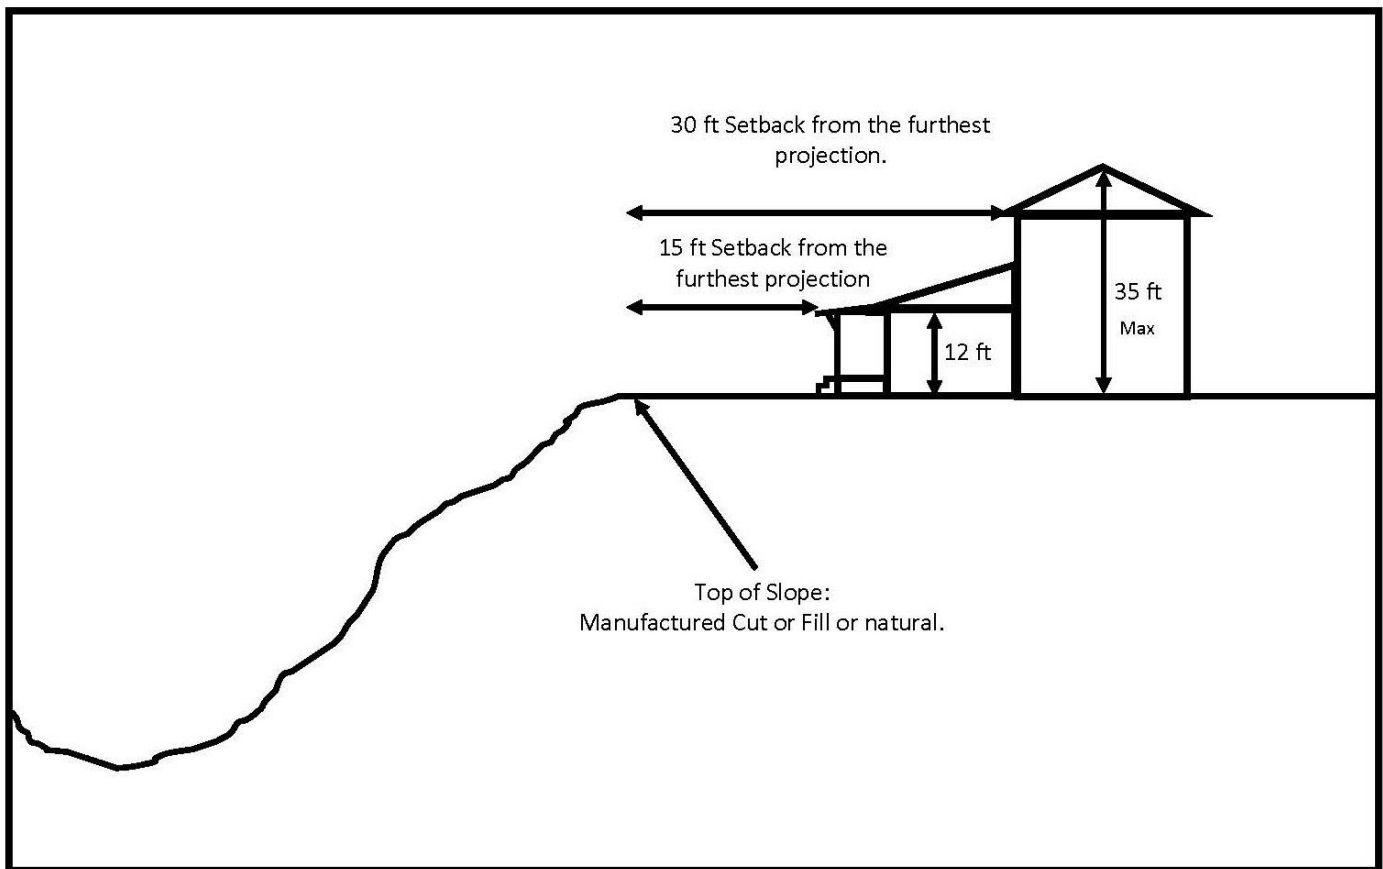 30 ft Setback from the furthest
projection.
15 ft Setback from the
furthest projection
35 ft
Max
12 ft
Top of Slope:
Manufactured Cut or Fill or natural.